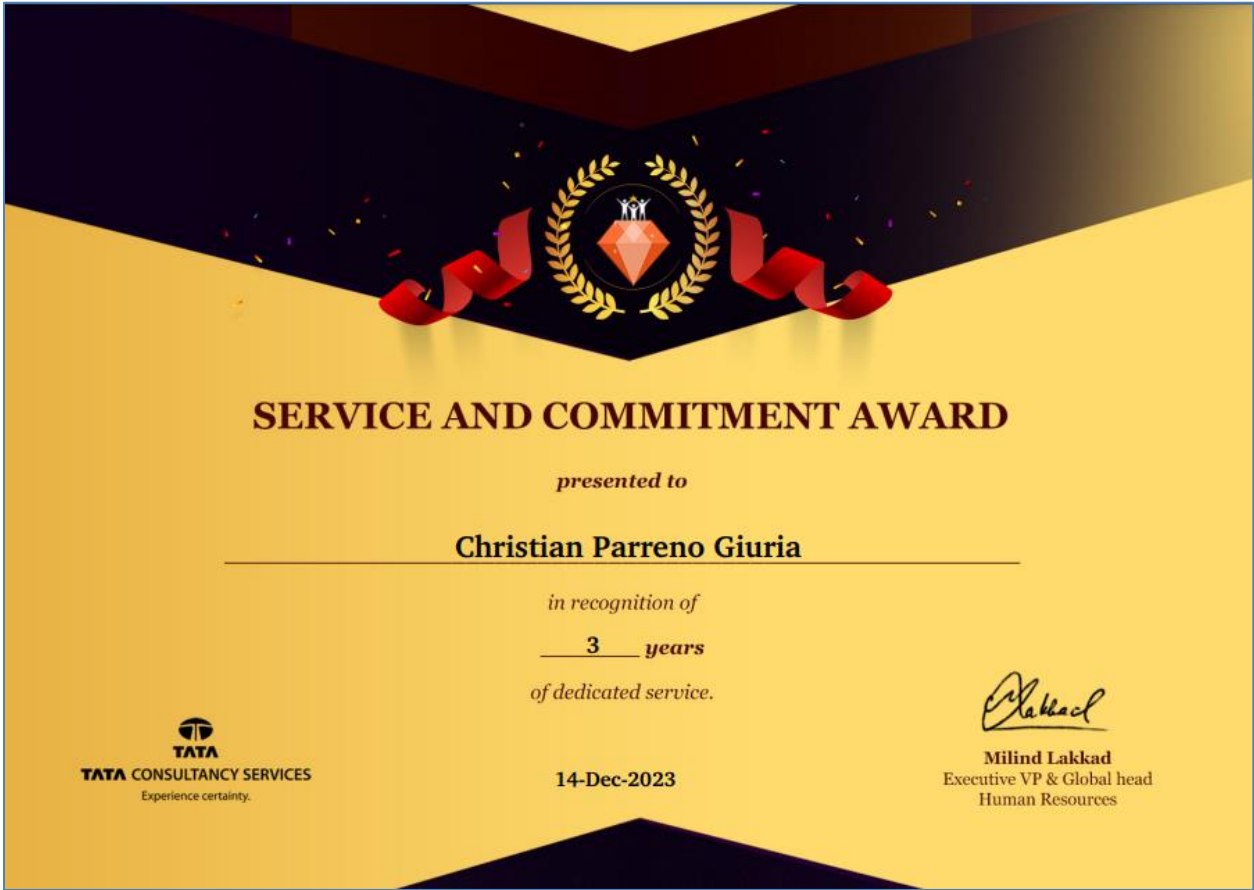 SERVICE AND COMMITMENT AWARD
presented to
Christian Parreno Giuria
in recognition of
3 years
of dedicated service.
TATA
TATA CONSULTANCY SERVICES
Experience certainty.
14-Dec-2023
Lakkad
Milind Lakkad
Executive VP & Global head
Human Resources